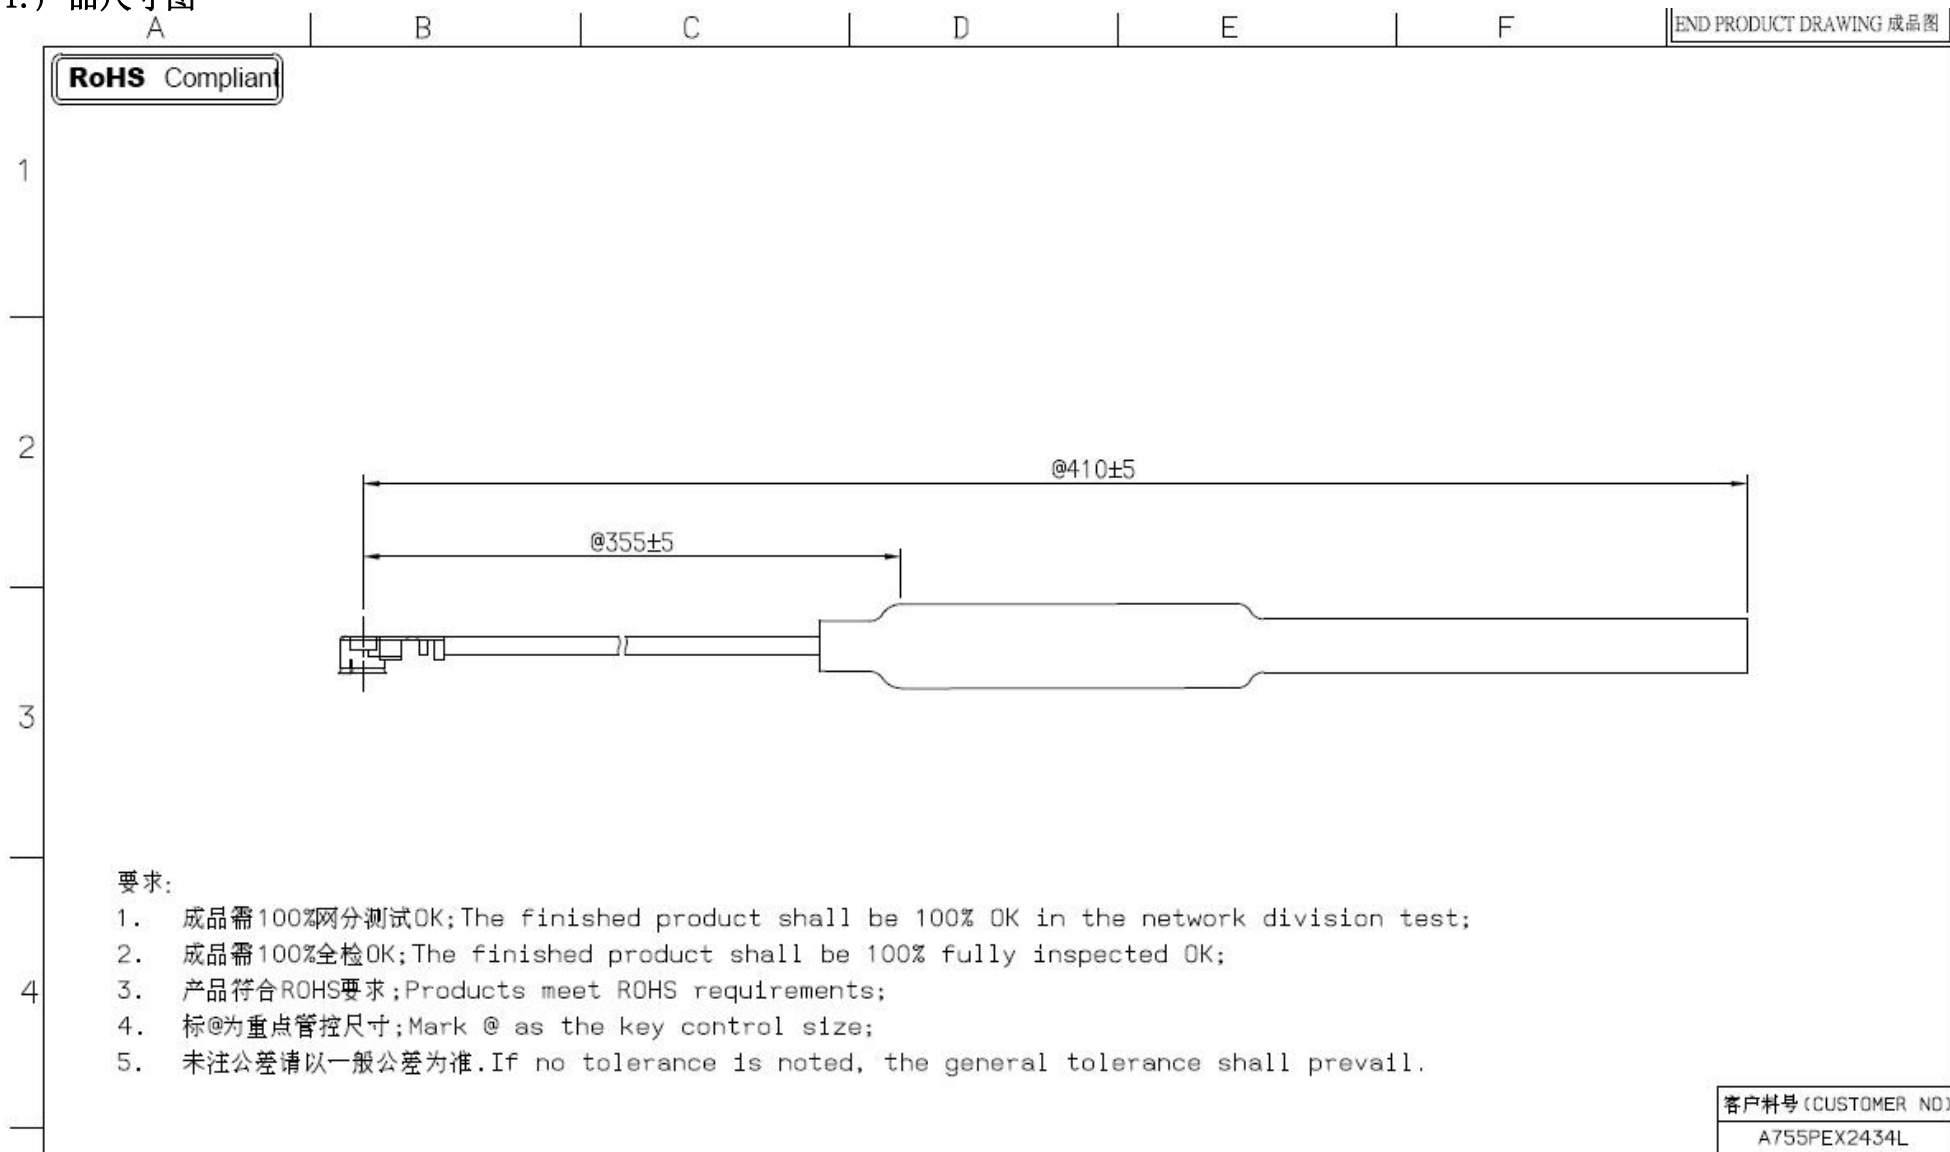 1.）产品尺寸图
A B C D E F
END PRODUCT DRAWING 成品图
RoHS Compliant
1
2
@410±5
@355±5
3
要求:
1. 成品需100%网分测试OK;The finished product shall be 100% OK in the network division test;
2. 成品需100%全检OK;The finished product shall be 100% fully inspected OK;
4
3. 产品符合ROHS要求;Products meet ROHS requirements;
4. 标@为重点管控尺寸;Mark @ as the key control size;
5. 未注公差请以一般公差为准.If no tolerance is noted, the general tolerance shall prevail.
客户料号(CUSTOMER NO)
A755PEX2434L